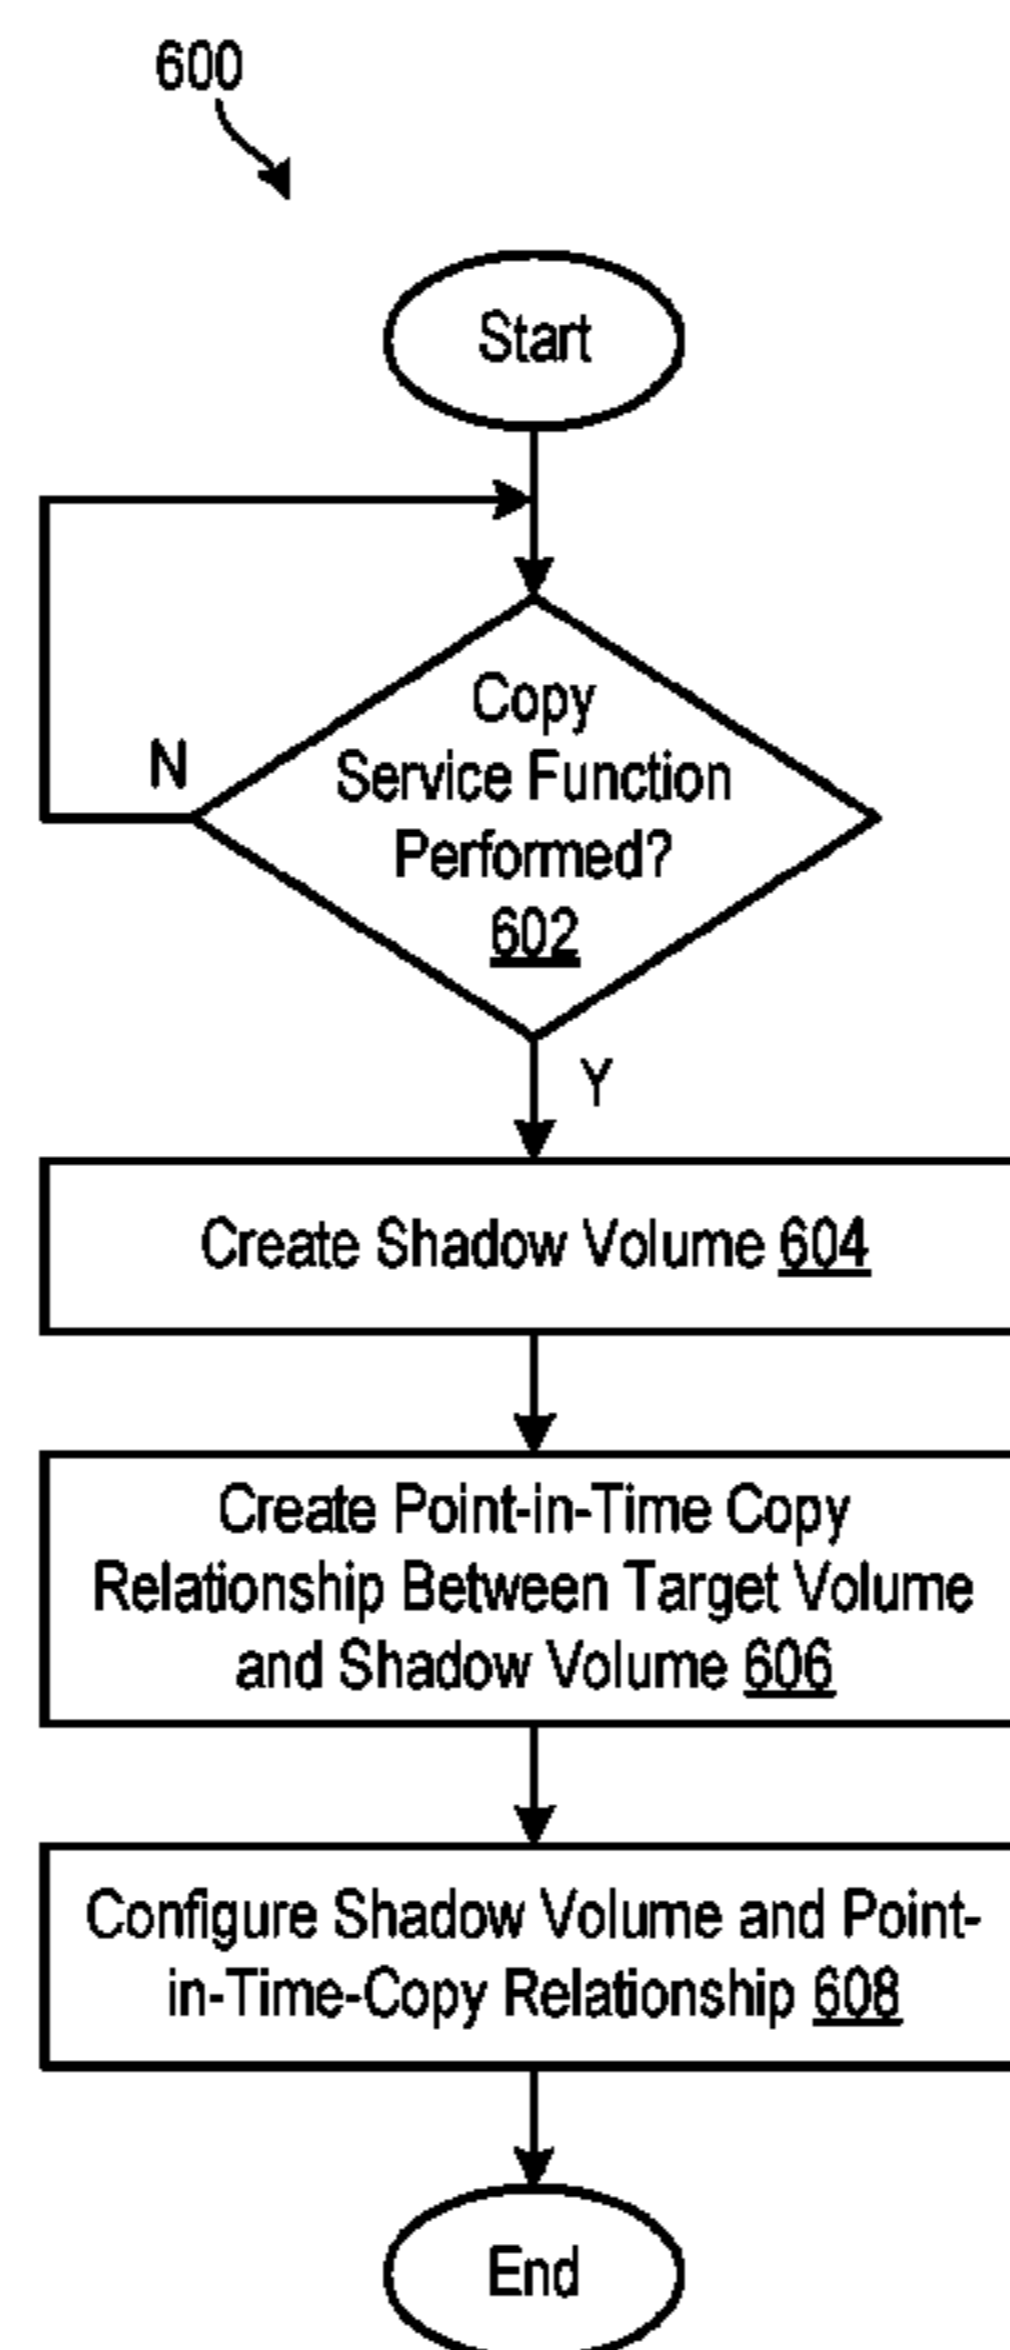 600
Start
Copy
Service Function
Performed?
602
N
Y
Create Shadow Volume 604
Create Point-in-Time Copy
Relationship Between Target Volume
and Shadow Volume 606
Configure Shadow Volume and Point-
in-Time-Copy Relationship 608
End